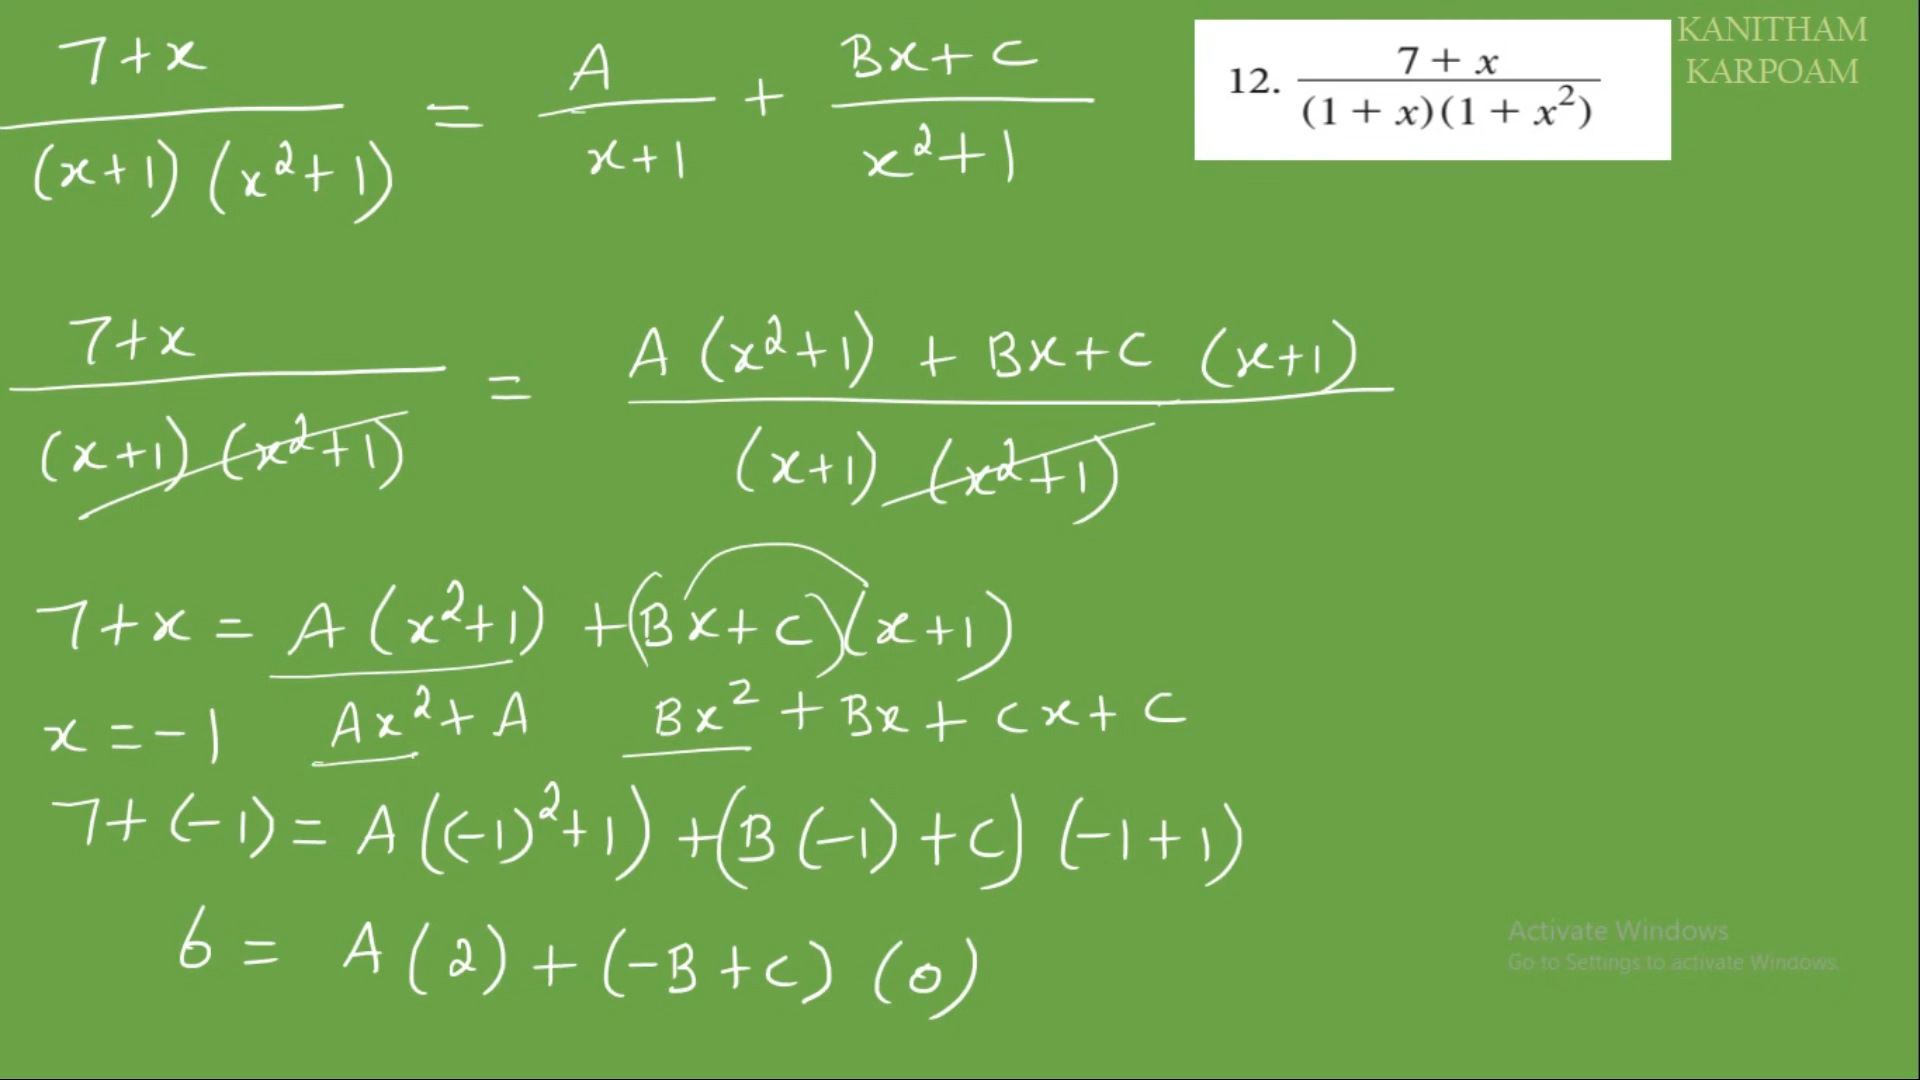 7+x / (x+1)(x²+1) = A / x+1 + Bx+C / x²+1
12. 7 + x / (1 + x)(1 + x²)
KANITHAM
KARPOAM
7+x / (x+1)(x²+1) = A(x²+1) + Bx+C (x+1) / (x+1)(x²+1)
7+x = A(x²+1) +(Bx+C)(x+1)
x = -1 Ax²+A Bx² + Bx + Cx + C
7+(-1) = A((-1)²+1) +(B(-1)+C) (-1+1)
6 = A(2) + (-B+C) (0)
Activate Windows
Go to Settings to activate Windows.